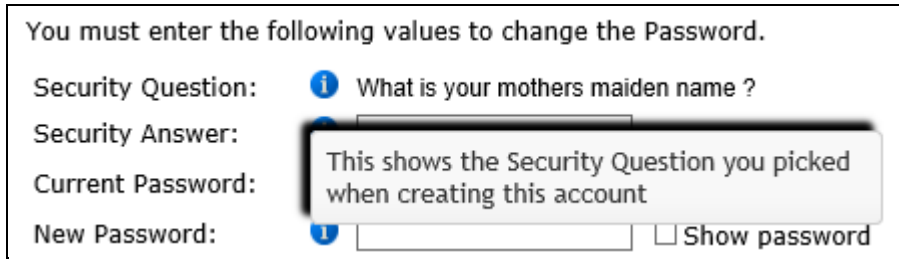 You must enter the following values to change the Password.
Security Question: What is your mothers maiden name ?
Security Answer:
This shows the Security Question you picked
when creating this account
Current Password:
New Password: Show password